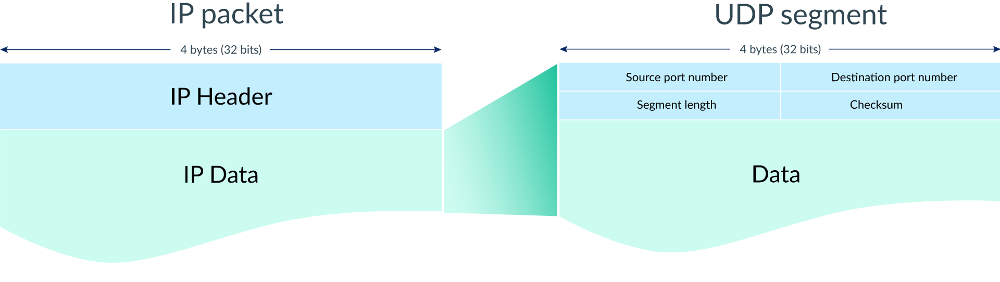 IP packet
4 bytes (32 bits)
IP Header
IP Data
UDP segment
4 bytes (32 bits)
Source port number
Destination port number
Segment length
Checksum
Data